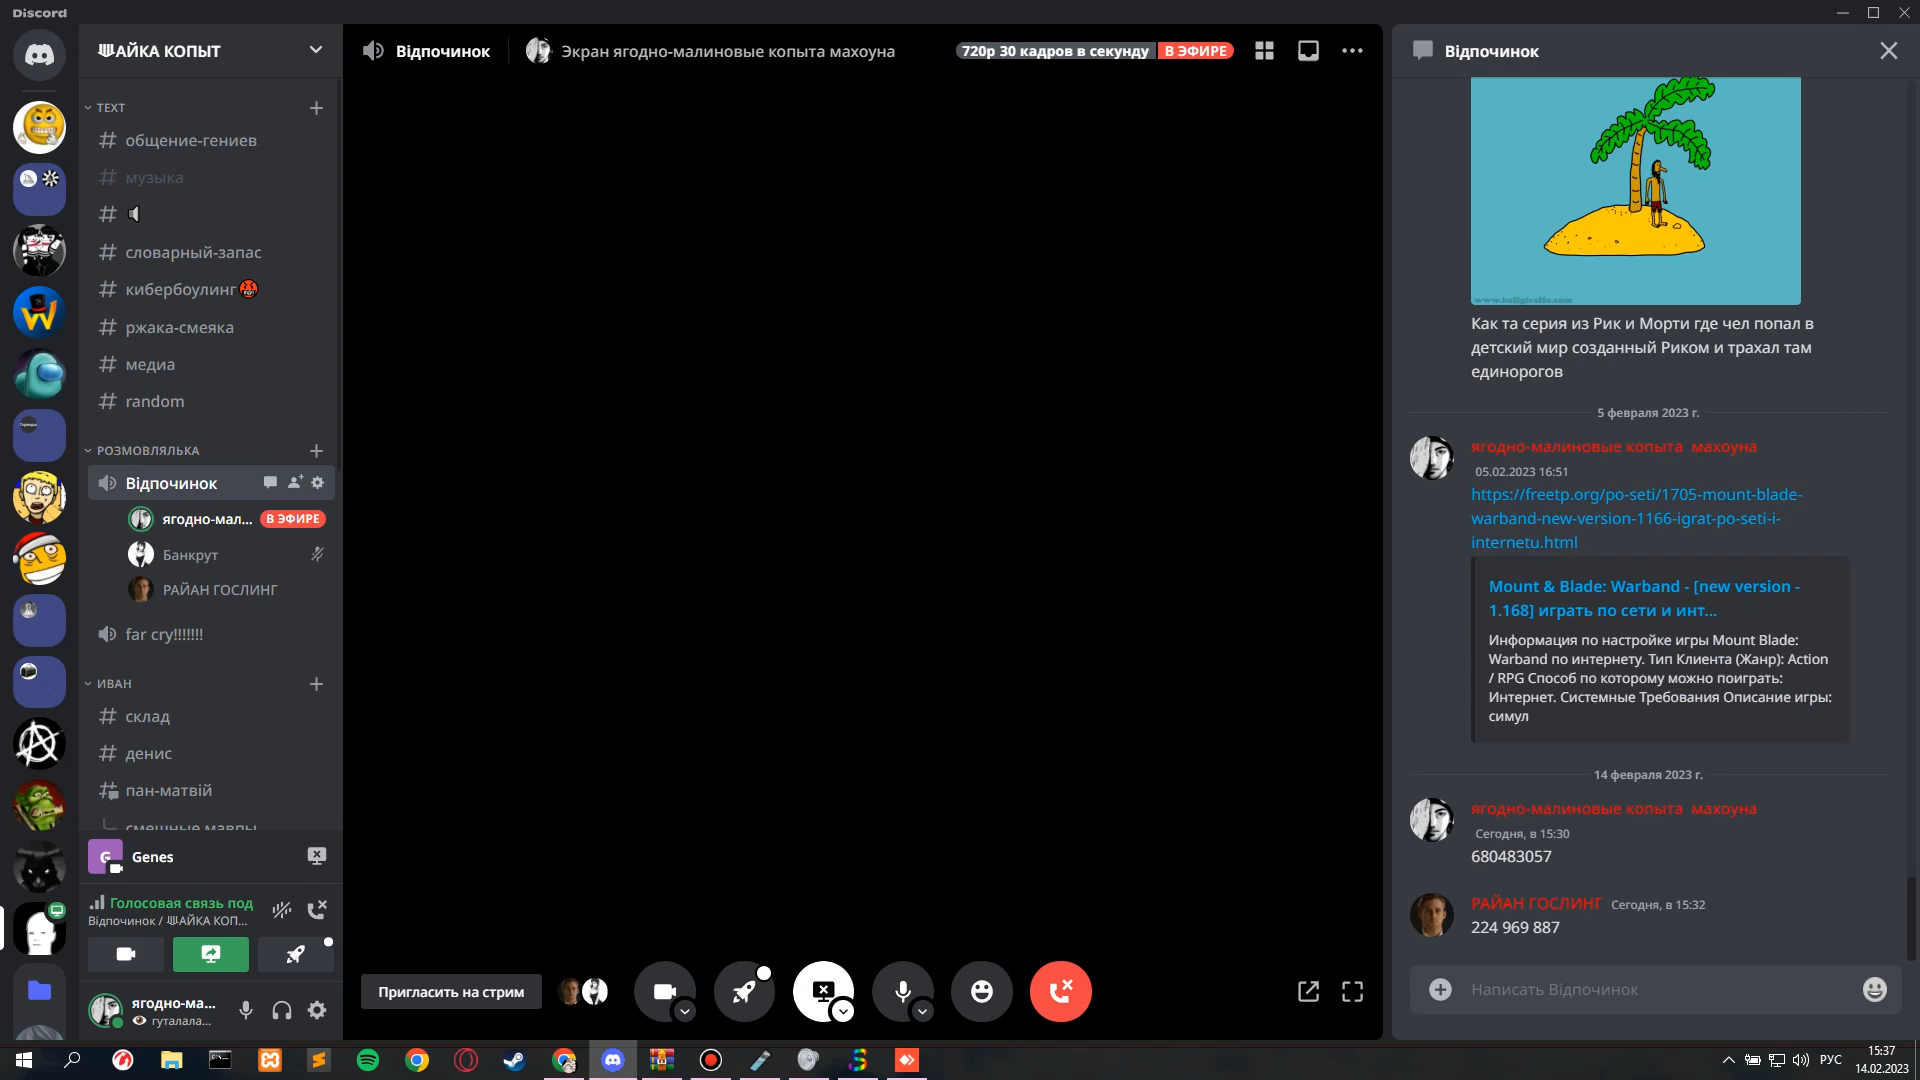 Discord
ШАЙКА КОПЫТ
TEXT
общение-гениев
музыка
словарный-запас
кибербоулинг
ржака-смеяка
медиа
random
РОЗМОВЛЯЛЬКА
Відпочинок
ягодно-мал... В ЭФИРЕ
Банкрут
РАЙАН ГОСЛИНГ
far cry!!!!!!!
ИВАН
склад
денис
пан-матвій
смешные мавпы
G Genes
Голосовая связь под
Відпочинок / ШАЙКА КОП...
ягодно-ма...
гуталала...
Відпочинок
Экран ягодно-малиновые копыта махоуна
720p 30 кадров в секунду В ЭФИРЕ
Пригласить на стрим
Відпочинок
www.hallgiraffe.com
Как та серия из Рик и Морти где чел попал в
детский мир созданный Риком и трахал там
единорогов
5 февраля 2023 г.
ягодно-малиновые копыта махоуна
05.02.2023 16:51
https://freetp.org/po-seti/1705-mount-blade-
warband-new-version-1166-igrat-po-seti-i-
internetu.html
Mount & Blade: Warband - [new version -
1.168] играть по сети и инт...
Информация по настройке игры Mount Blade:
Warband по интернету. Тип Клиента (Жанр): Action
/ RPG Способ по которому можно поиграть:
Интернет. Системные Требования Описание игры:
симул
14 февраля 2023 г.
ягодно-малиновые копыта махоуна
Сегодня, в 15:30
680483057
РАЙАН ГОСЛИНГ Сегодня, в 15:32
224 969 887
Написать Відпочинок
РУС
15:37
14.02.2023